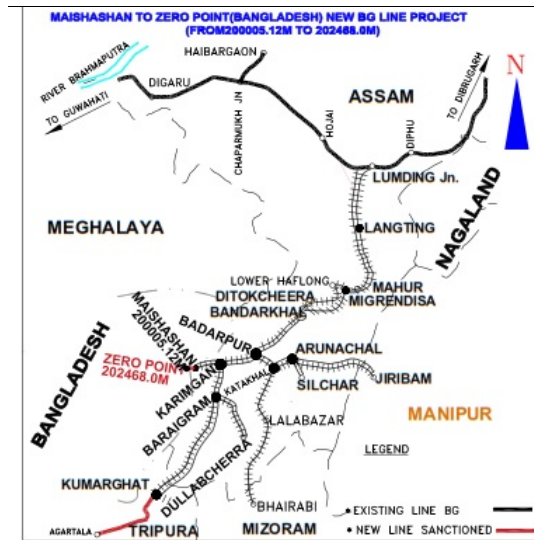 MAISHASHAN TO ZERO POINT(BANGLADESH) NEW BG LINE PROJECT
(FROM200005.12M TO 202468.0M)
RIVER BRAHMAPUTRA
TO GUWAHATI
DIGARU
HAIBARGAON
CHAPARMUKH JN
HOJAI
ASSAM
DIPHU
TO DIBRUGARH
N
LUMDING Jn.
MEGHALAYA
LANGTING
NAGALAND
LOWER HAFLONG
MAHUR
DITOKCHEERA
MIGRENDISA
BANDARKHAL
BADARPUR
MAISHASHAN
200005.12M
ARUNACHAL
ZERO POINT
202468.0M
KARIMGANJ
KATAKHAL
SILCHAR
JIRIBAM
BANGLADESH
BARAIGRAM
LALABAZAR
MANIPUR
DULLABCHERRA
LEGEND
KUMARGHAT
BHAIRABI
EXISTING LINE BG
AGARTALA
TRIPURA
MIZORAM
NEW LINE SANCTIONED